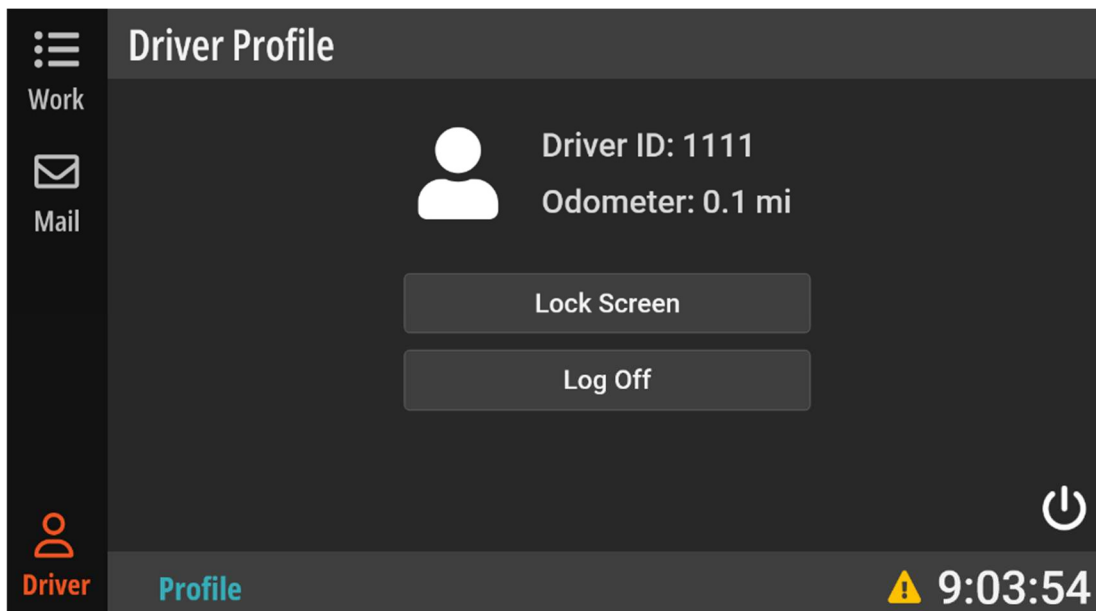 Driver Profile
Work
Mail
Driver ID: 1111
Odometer: 0.1 mi
Lock Screen
Log Off
Driver
Profile
9:03:54